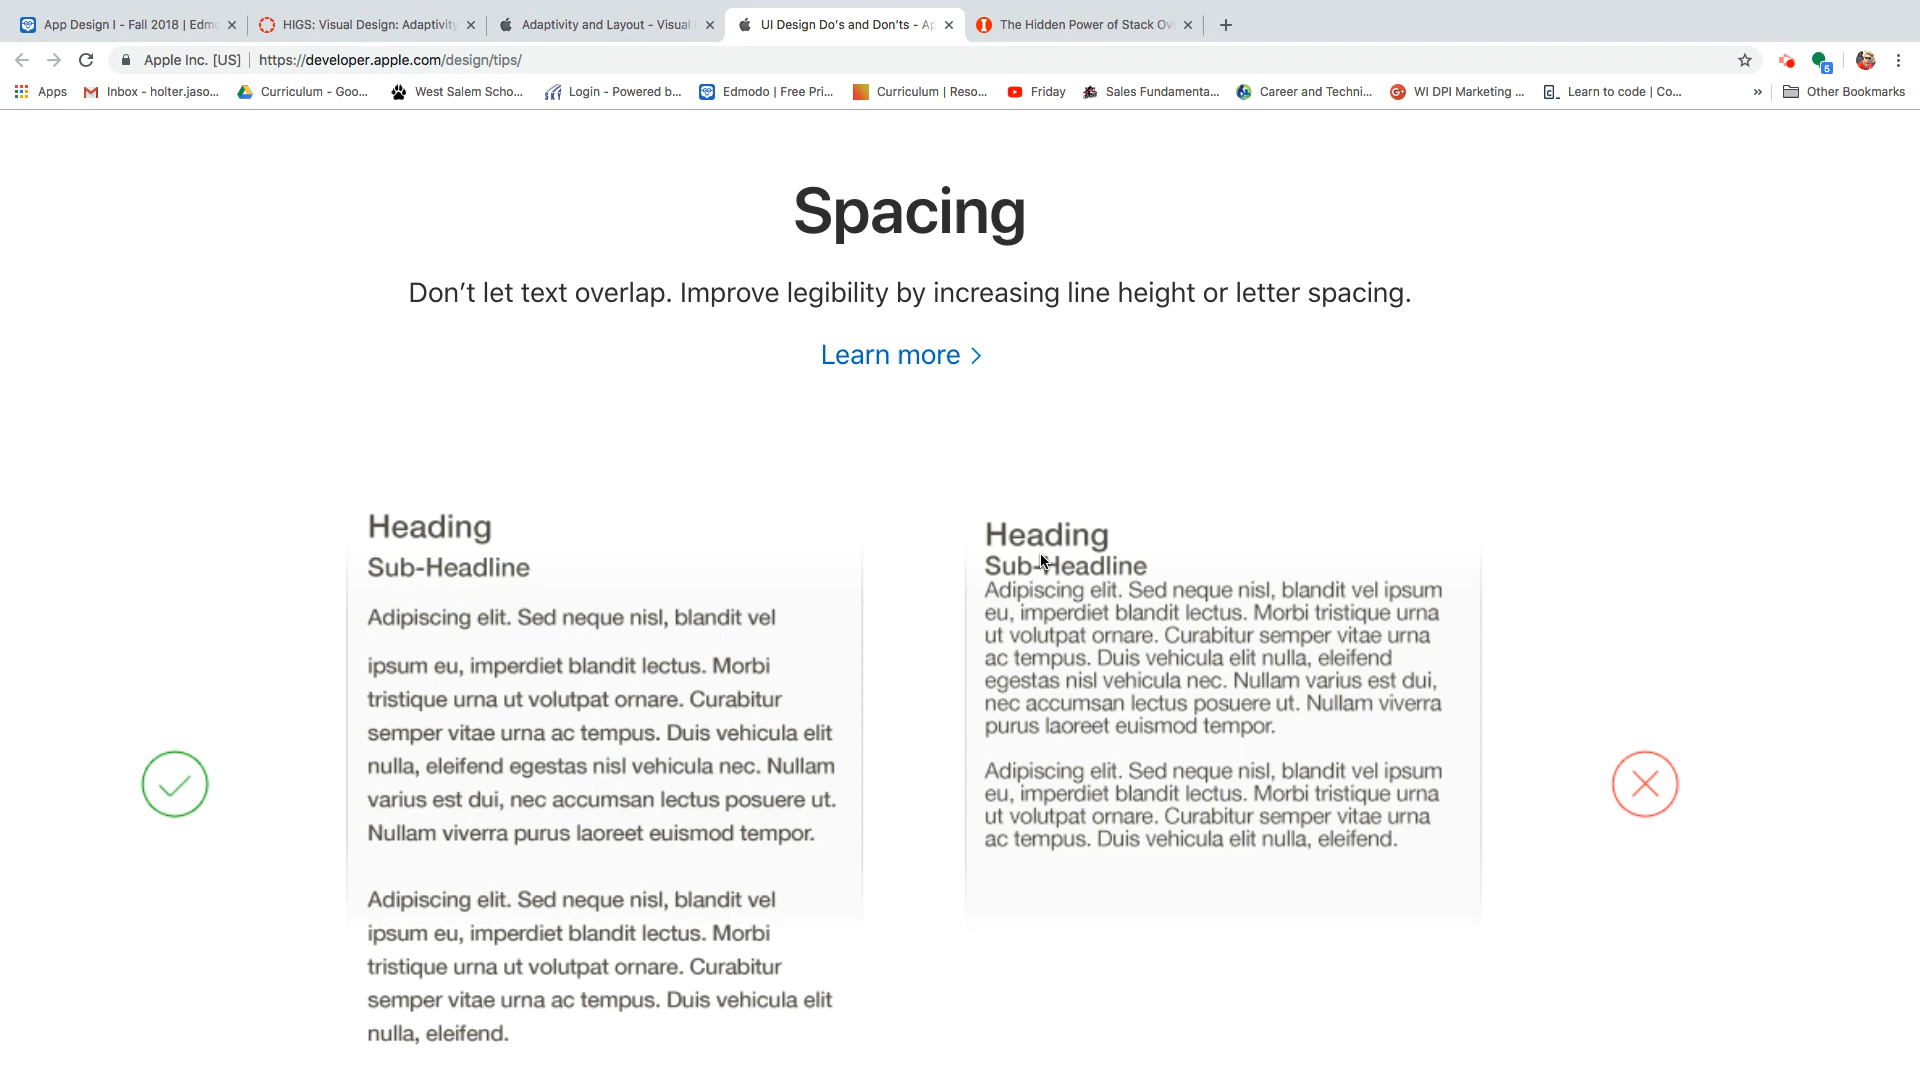 App Design I - Fall 2018 | Edmo
HIGS: Visual Design: Adaptivity
Adaptivity and Layout - Visual
UI Design Do's and Don'ts - Ap
The Hidden Power of Stack Ov
Apple Inc. [US]
https://developer.apple.com/design/tips/
5
Apps
Inbox - holter.jaso...
Curriculum - Goo...
West Salem Scho...
Login - Powered b...
Edmodo | Free Pri...
Curriculum | Reso...
Friday
Sales Fundamenta...
Career and Techni...
WI DPI Marketing ...
Learn to code | Co...
»
Other Bookmarks
Spacing
Don’t let text overlap. Improve legibility by increasing line height or letter spacing.
Learn more >
Heading
Sub-Headline
Adipiscing elit. Sed neque nisl, blandit vel
ipsum eu, imperdiet blandit lectus. Morbi
tristique urna ut volutpat ornare. Curabitur
semper vitae urna ac tempus. Duis vehicula elit
nulla, eleifend egestas nisl vehicula nec. Nullam
varius est dui, nec accumsan lectus posuere ut.
Nullam viverra purus laoreet euismod tempor.
Adipiscing elit. Sed neque nisl, blandit vel
ipsum eu, imperdiet blandit lectus. Morbi
tristique urna ut volutpat ornare. Curabitur
semper vitae urna ac tempus. Duis vehicula elit
nulla, eleifend.
Heading
Sub-Headline
Adipiscing elit. Sed neque nisl, blandit vel ipsum
eu, imperdiet blandit lectus. Morbi tristique urna
ut volutpat ornare. Curabitur semper vitae urna
ac tempus. Duis vehicula elit nulla, eleifend
egestas nisl vehicula nec. Nullam varius est dui,
nec accumsan lectus posuere ut. Nullam viverra
purus laoreet euismod tempor.
Adipiscing elit. Sed neque nisl, blandit vel ipsum
eu, imperdiet blandit lectus. Morbi tristique urna
ut volutpat ornare. Curabitur semper vitae urna
ac tempus. Duis vehicula elit nulla, eleifend.